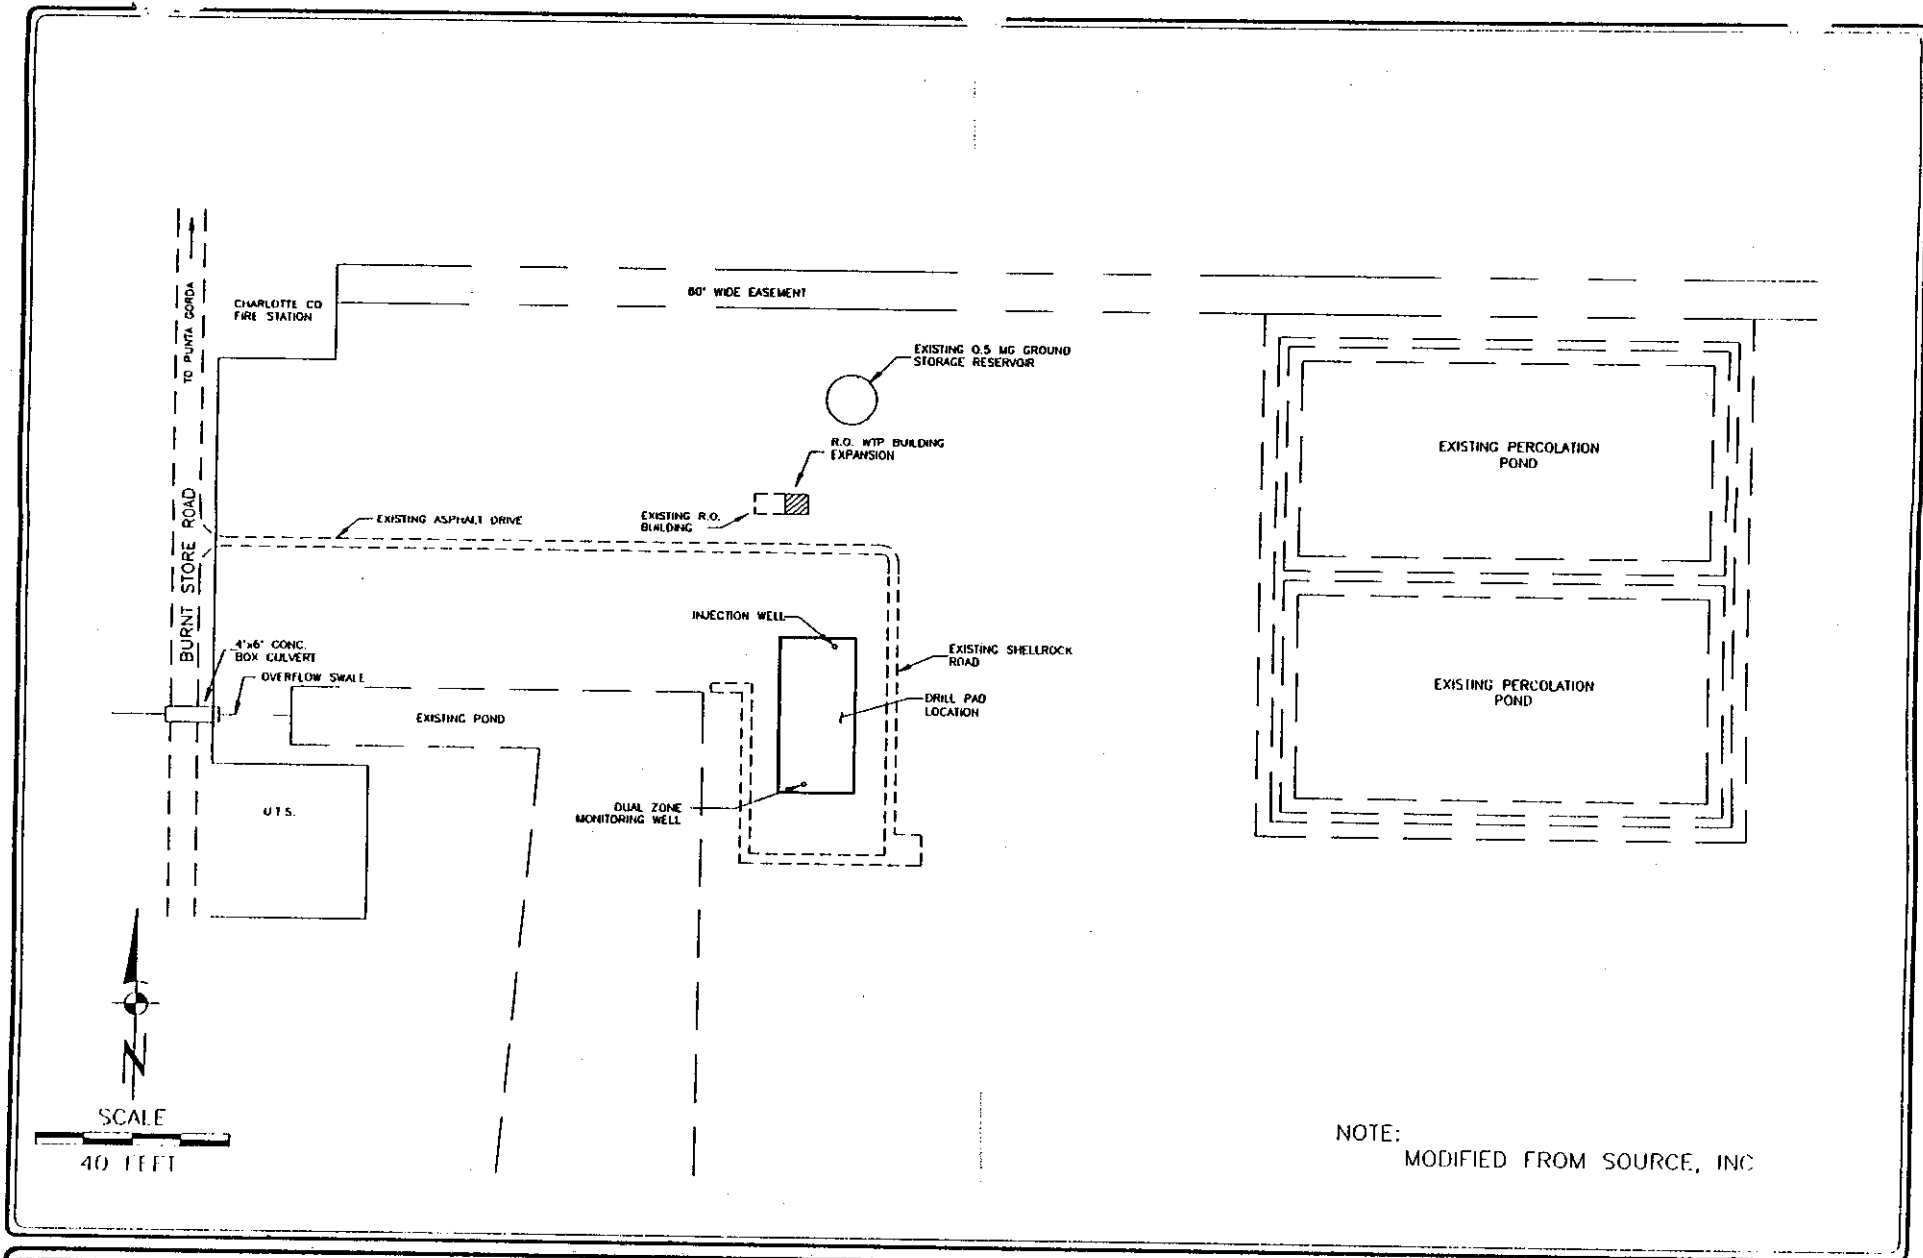 CHARLOTTE CO
FIRE STATION
TO PUNTA GORDA
60' WIDE EASEMENT
EXISTING 0.5 MG GROUND
STORAGE RESERVOIR
R.O. WTP BUILDING
EXPANSION
EXISTING PERCOLATION
POND
BURNT STORE ROAD
EXISTING ASPHALT DRIVE
EXISTING R.O.
BUILDING
INJECTION WELL
4'x6' CONC.
BOX CULVERT
EXISTING SHELLROCK
ROAD
OVERFLOW SWALE
EXISTING PERCOLATION
POND
DRILL PAD
LOCATION
EXISTING POND
DUAL ZONE
MONITORING WELL
U.T.S.
N
SCALE
40 FEET
NOTE:
MODIFIED FROM SOURCE, INC